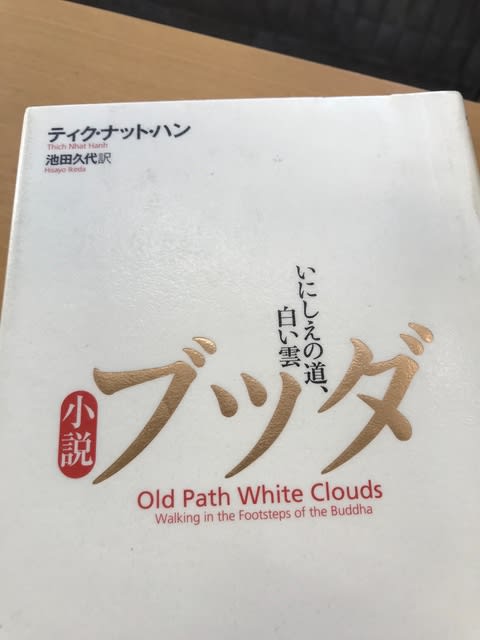 ティク・ナット・ハン
Thich Nhat Hanh
池田久代訳
Hisayo Ikeda
いにしえの道、
白い雲
小説
ブッダ
Old Path White Clouds
Walking in the Footsteps of the Buddha